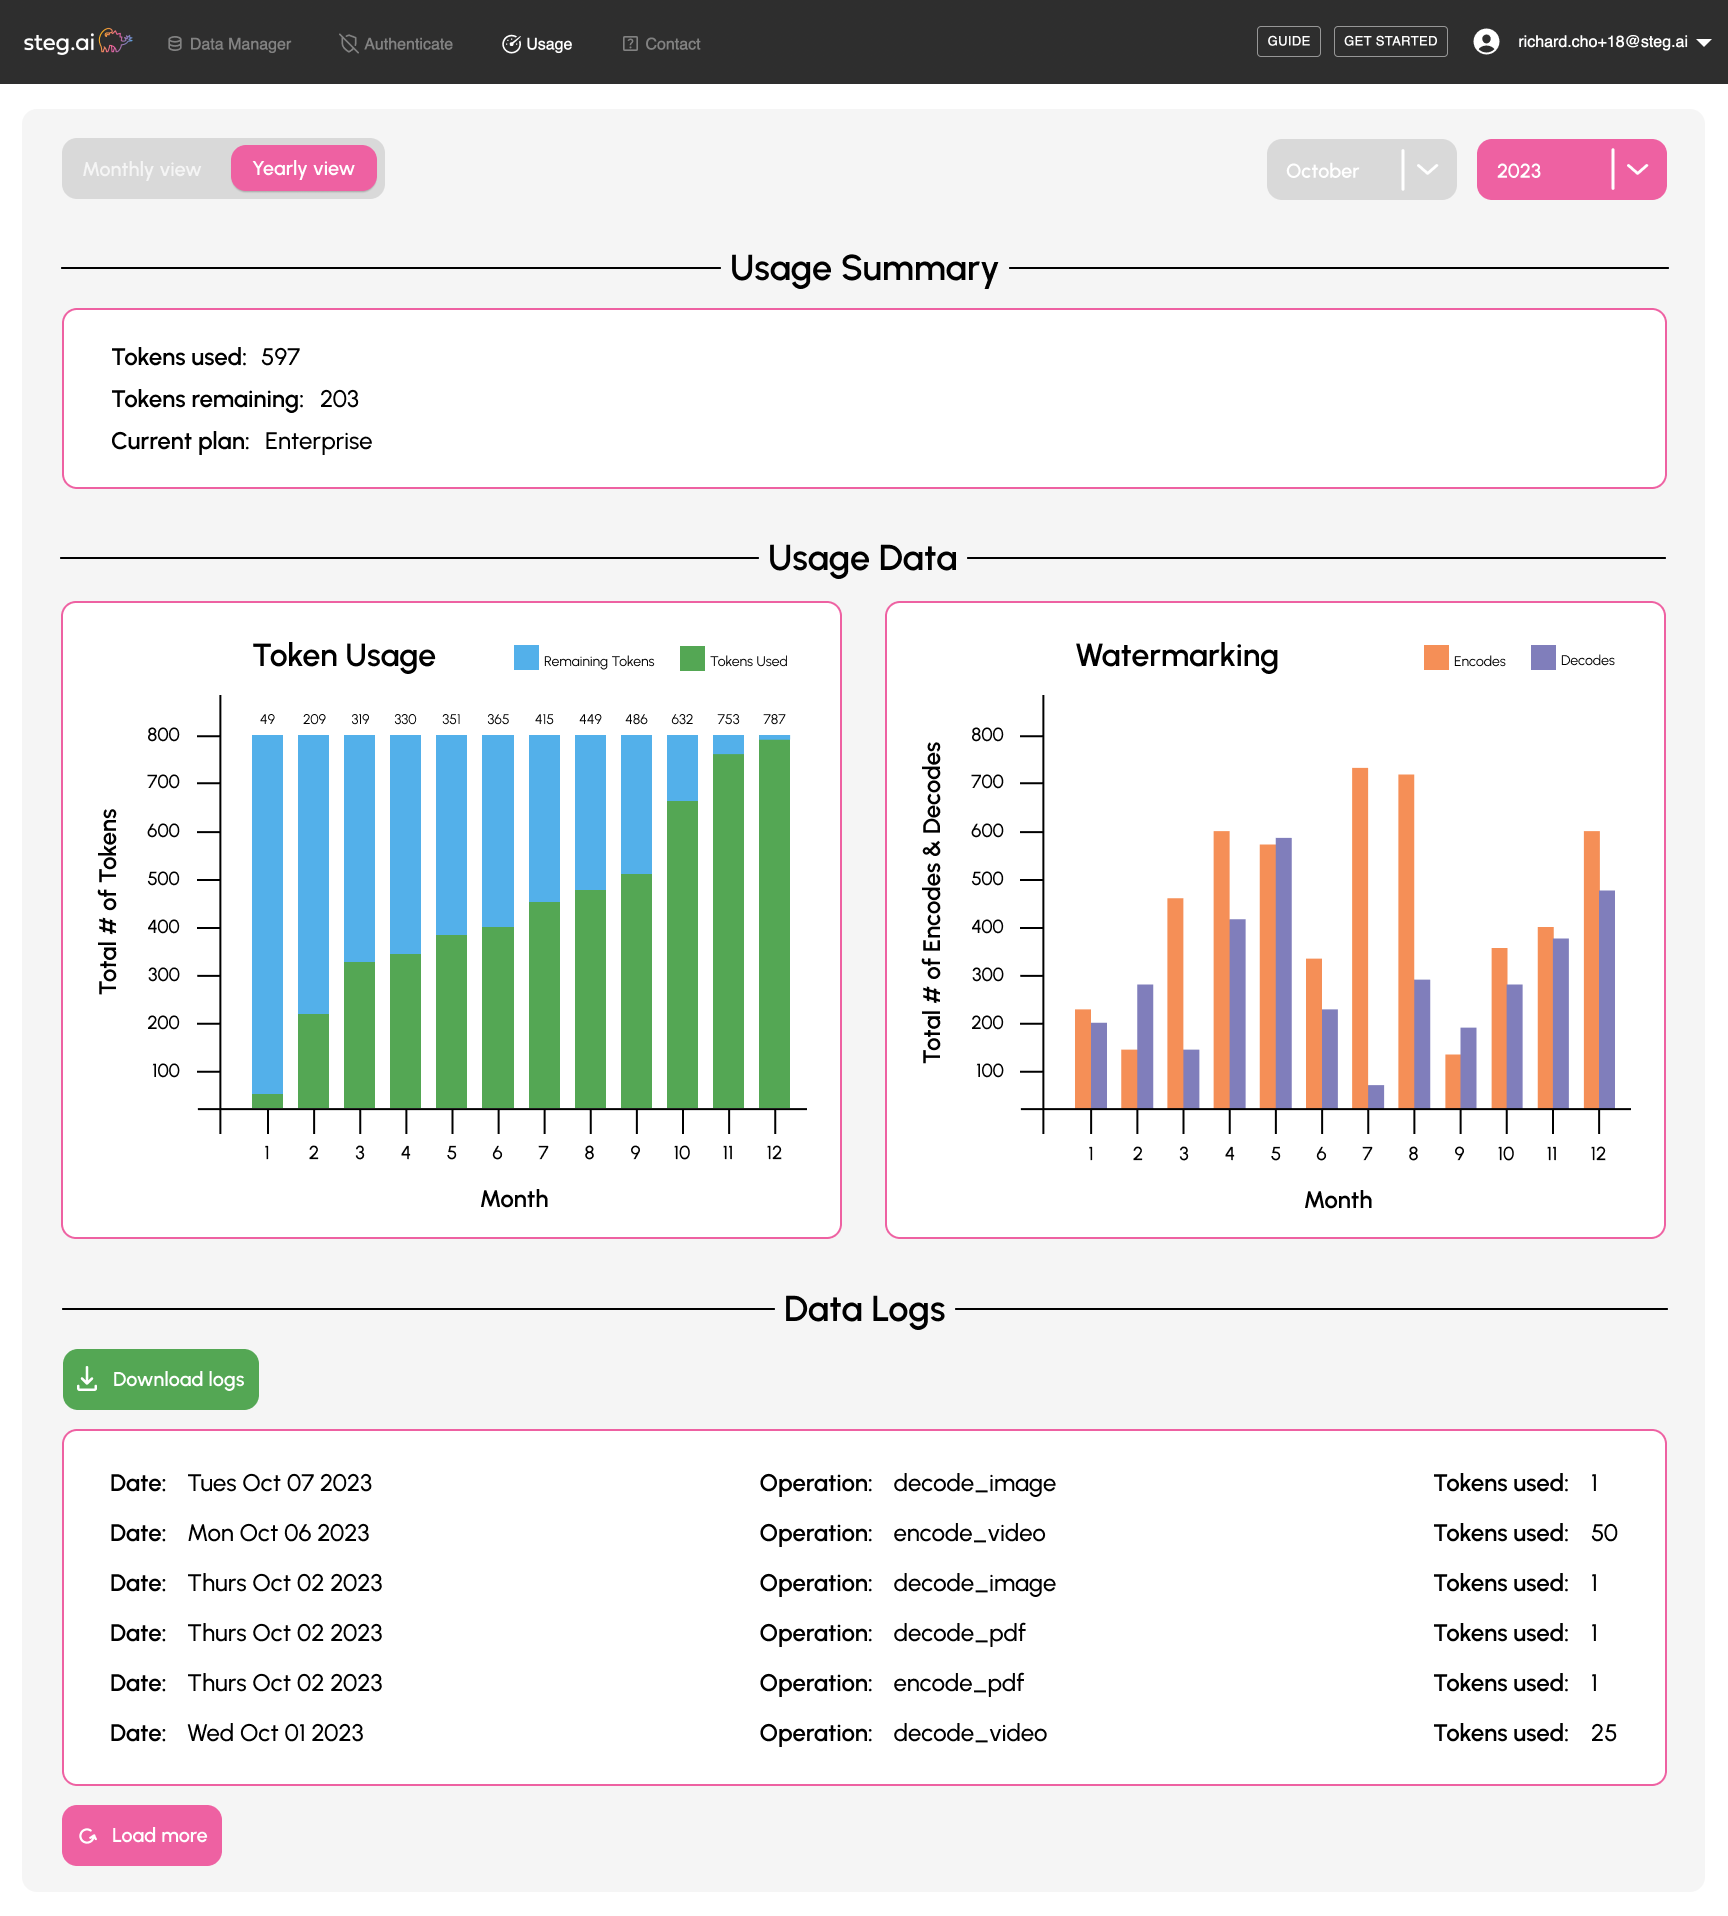 steg.ai Data Manager Authenticate Usage Contact GUIDE GET STARTED richard.cho+18@steg.ai
Monthly view Yearly view October 2023
Usage Summary
Tokens used: 597
Tokens remaining: 203
Current plan: Enterprise
Usage Data
Token Usage Remaining Tokens Tokens Used
49 209 319 330 351 365 415 449 486 632 753 787
800
700
600
500
400
300
200
100
Total # of Tokens
1 2 3 4 5 6 7 8 9 10 11 12
Month
Watermarking Encodes Decodes
800
700
600
500
400
300
200
100
Total # of Encodes & Decodes
1 2 3 4 5 6 7 8 9 10 11 12
Month
Data Logs
Download logs
Date: Tues Oct 07 2023 Operation: decode_image Tokens used: 1
Date: Mon Oct 06 2023 Operation: encode_video Tokens used: 50
Date: Thurs Oct 02 2023 Operation: decode_image Tokens used: 1
Date: Thurs Oct 02 2023 Operation: decode_pdf Tokens used: 1
Date: Thurs Oct 02 2023 Operation: encode_pdf Tokens used: 1
Date: Wed Oct 01 2023 Operation: decode_video Tokens used: 25
Load more